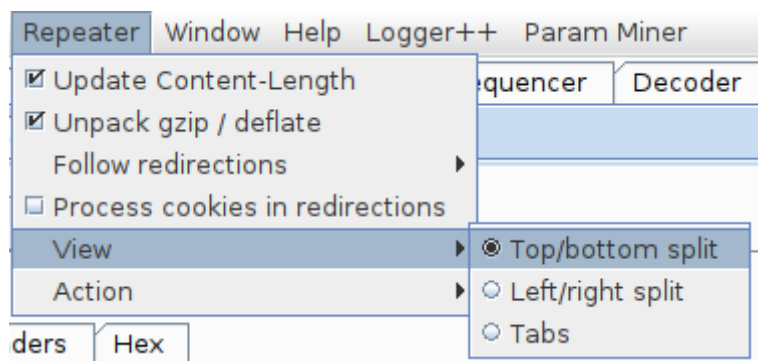 Repeater Window Help Logger++ Param Miner
Update Content-Length
equencer Decoder
Unpack gzip / deflate
Follow redirections
Process cookies in redirections
View
Top/bottom split
Action
Left/right split
Tabs
ders Hex